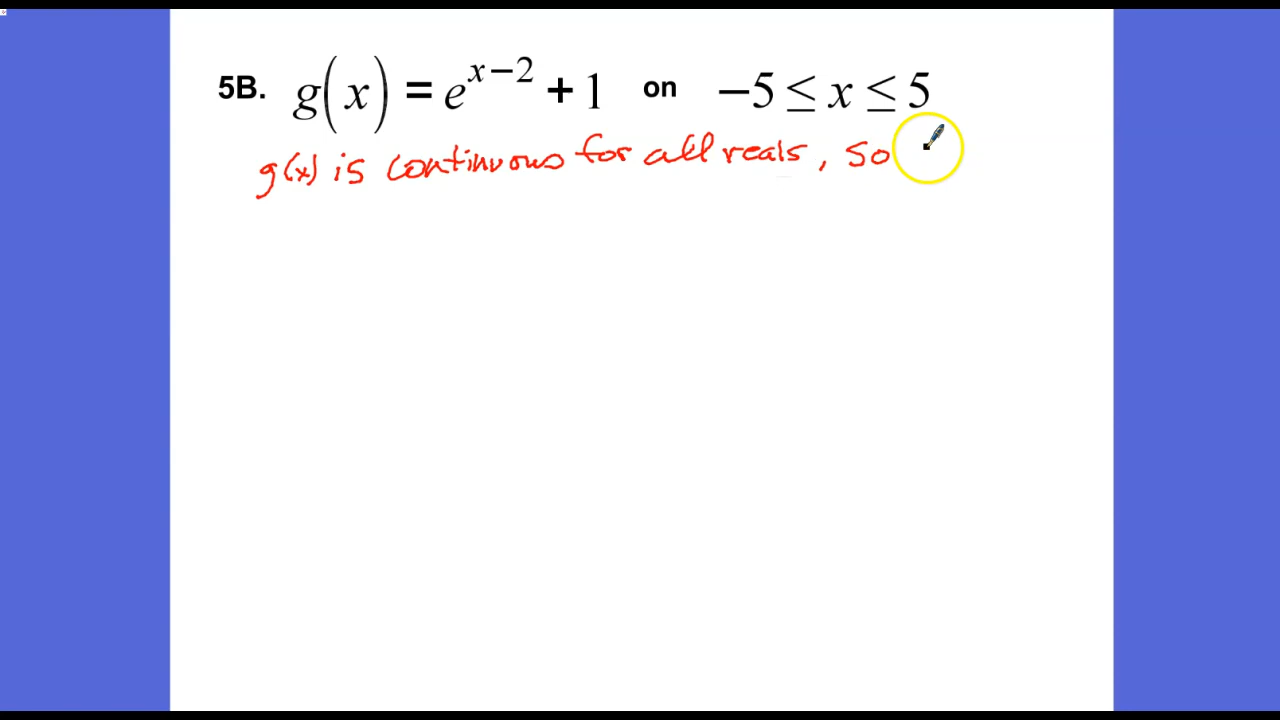 5B. g(x) = e^{x−2} + 1 on −5 ≤ x ≤ 5
g(x) is continuous for all reals, so